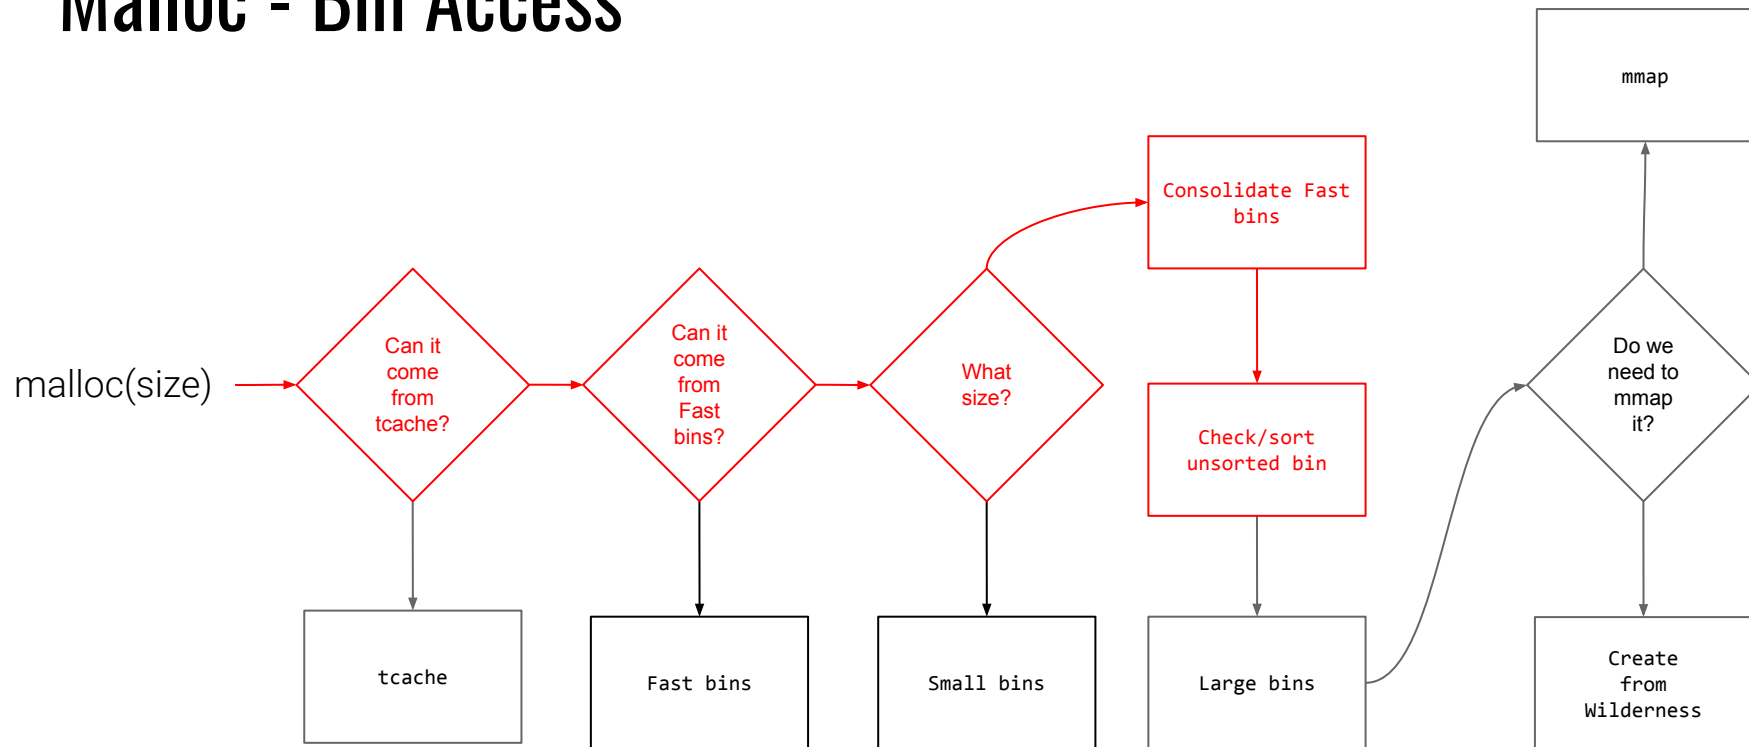 Malloc - Bin Access
mmap
Consolidate Fast
bins
malloc(size)
Can it
come
from
tcache?
Can it
come
from
Fast
bins?
What
size?
Check/sort
unsorted bin
Do we
need to
mmap
it?
tcache
Fast bins
Small bins
Large bins
Create
from
Wilderness